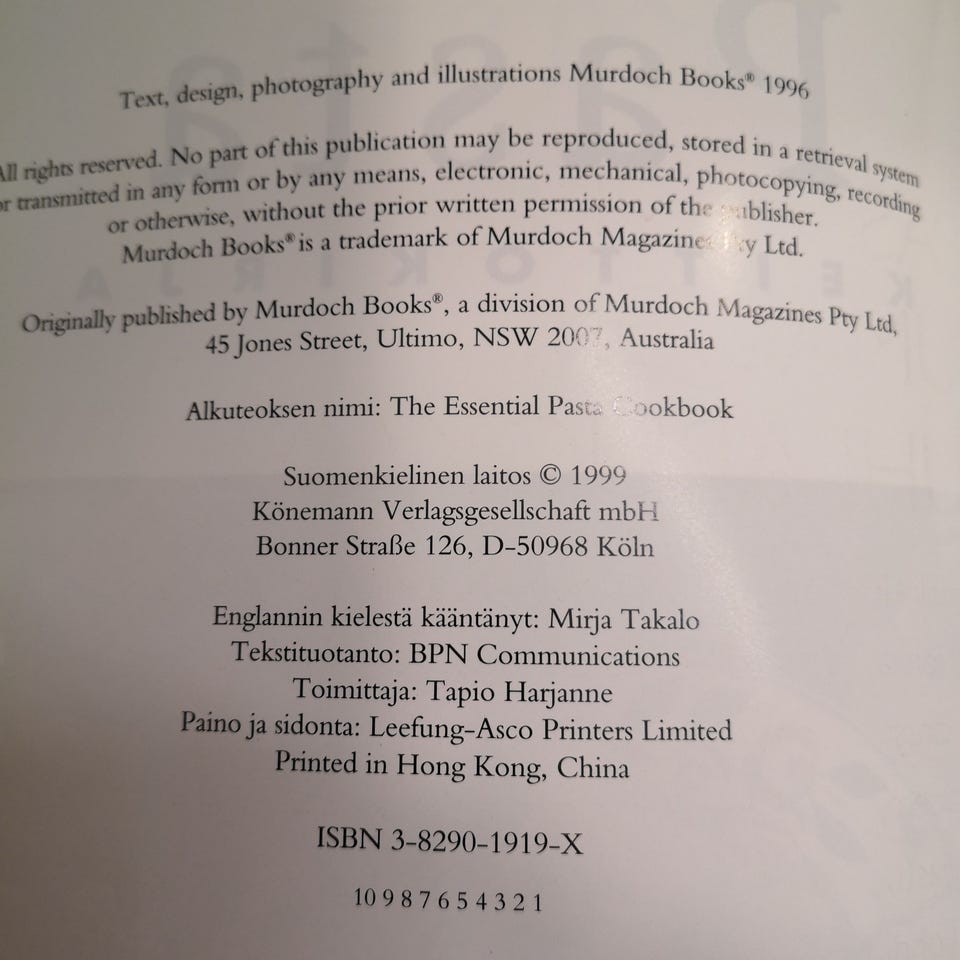 Text, design, photography and illustrations Murdoch Books® 1996
All rights reserved. No part of this publication may be reproduced, stored in a retrieval system
or transmitted in any form or by any means, electronic, mechanical, photocopying, recording
or otherwise, without the prior written permission of the publisher.
Murdoch Books® is a trademark of Murdoch Magazines Pty Ltd.
Originally published by Murdoch Books®, a division of Murdoch Magazines Pty Ltd,
45 Jones Street, Ultimo, NSW 2007, Australia
Alkuteoksen nimi: The Essential Pasta Cookbook
Suomenkielinen laitos © 1999
Könemann Verlagsgesellschaft mbH
Bonner Straße 126, D-50968 Köln
Englannin kielestä kääntänyt: Mirja Takalo
Tekstituotanto: BPN Communications
Toimittaja: Tapio Harjanne
Paino ja sidonta: Leefung-Asco Printers Limited
Printed in Hong Kong, China
ISBN 3-8290-1919-X
10 9 8 7 6 5 4 3 2 1